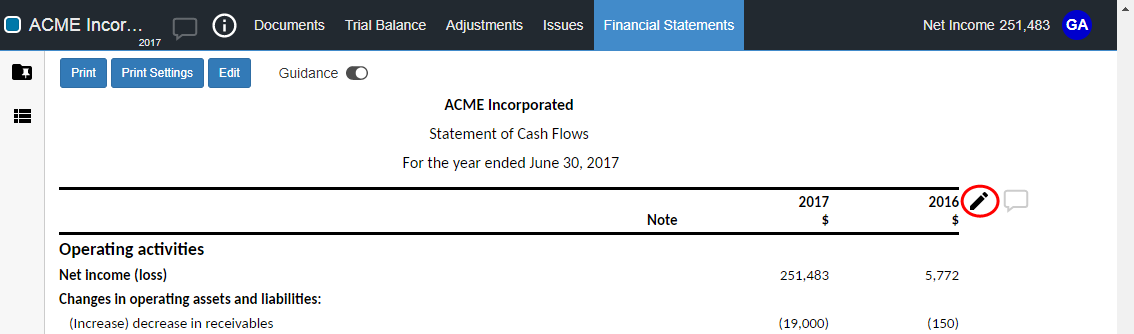 ACME Incor... 2017 Documents Trial Balance Adjustments Issues Financial Statements Net Income 251,483 GA
Print Print Settings Edit Guidance
ACME Incorporated
Statement of Cash Flows
For the year ended June 30, 2017
2017 2016
Note $ $
Operating activities
Net income (loss) 251,483 5,772
Changes in operating assets and liabilities:
(Increase) decrease in receivables (19,000) (150)